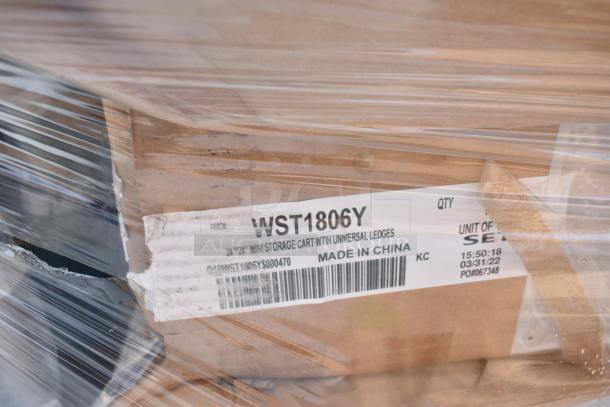 WST1806Y
QTY
24"*24" MINI STORAGE CART WTIH UNIVERSAL LEDGES
UNIT OF
MADE IN CHINA
KC
15:50:18
03/31/22
PO#067348